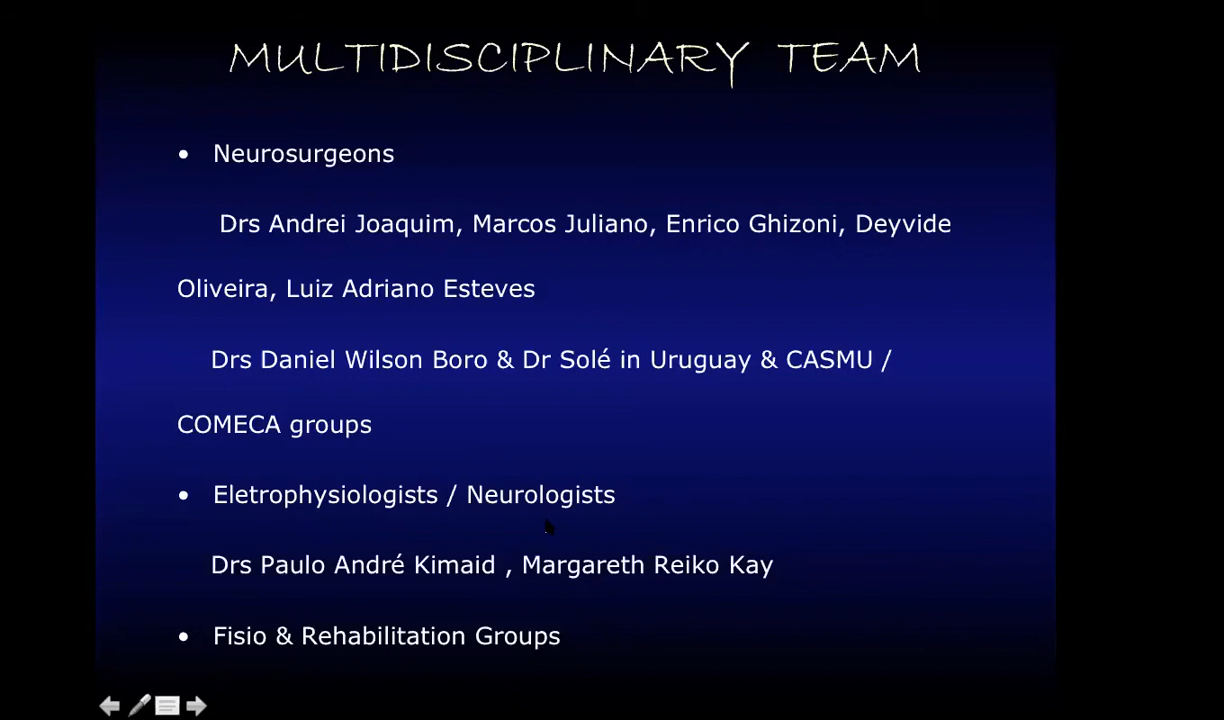 MULTIDISCIPLINARY TEAM
• Neurosurgeons
Drs Andrei Joaquim, Marcos Juliano, Enrico Ghizoni, Deyvide
Oliveira, Luiz Adriano Esteves
Drs Daniel Wilson Boro & Dr Solé in Uruguay & CASMU /
COMECA groups
• Eletrophysiologists / Neurologists
Drs Paulo André Kimaid , Margareth Reiko Kay
• Fisio & Rehabilitation Groups